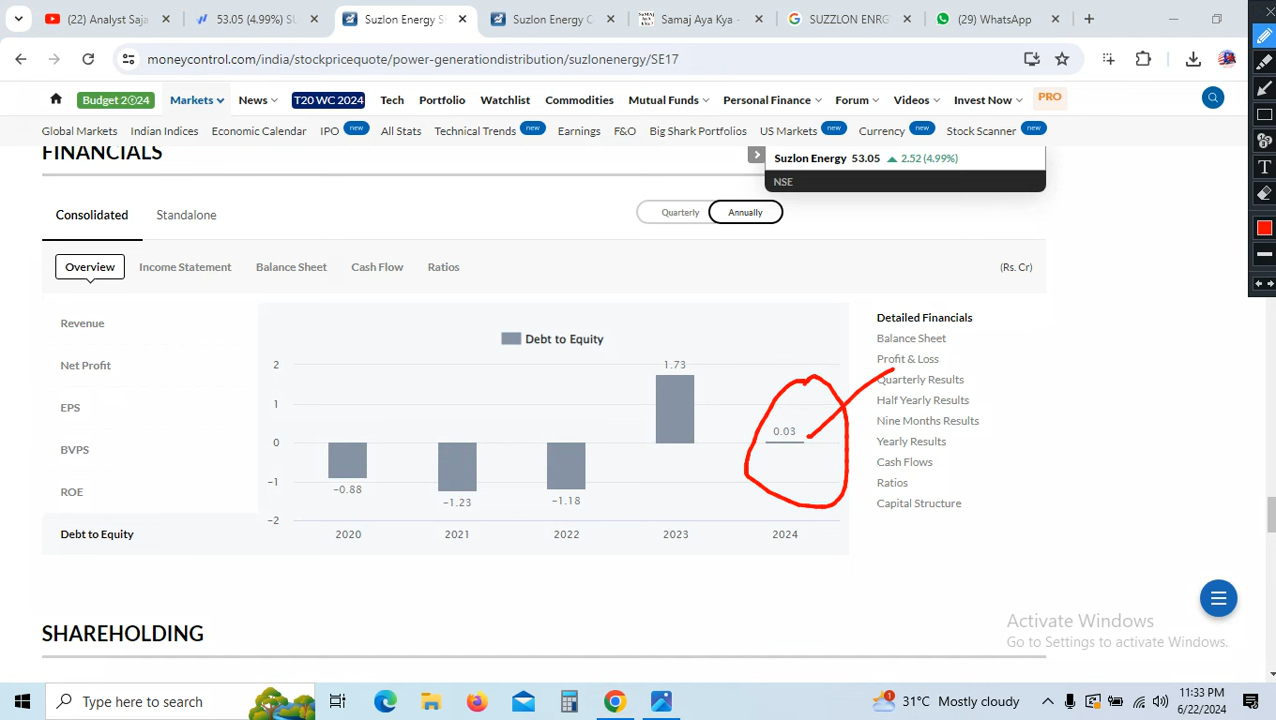 (22) Analyst Saja
53.05 (4.99%) SU
Suzlon Energy S
Suzlon Energy C
Samaj Aya Kya -
SUZZLON ENRG
(29) WhatsApp
moneycontrol.com/india/stockpricequote/power-generationdistribution/suzlonenergy/SE17
Budget 2024
Markets
News
T20 WC 2024
Tech
Portfolio
Watchlist
Commodities
Mutual Funds
Personal Finance
Forum
Videos
Invest Now
PRO
Global Markets
Indian Indices
Economic Calendar
IPO new
All Stats
Technical Trends new
Earnings
F&O
Big Shark Portfolios
US Markets new
Currency new
Stock Scanner new
FINANCIALS
Suzlon Energy 53.05 2.52 (4.99%)
NSE
Consolidated
Standalone
Quarterly
Annually
Overview
Income Statement
Balance Sheet
Cash Flow
Ratios
(Rs. Cr)
Revenue
Net Profit
EPS
BVPS
ROE
Debt to Equity
Debt to Equity
2
1
0
-1
-2
-0.88
-1.23
-1.18
1.73
0.03
2020
2021
2022
2023
2024
Detailed Financials
Balance Sheet
Profit & Loss
Quarterly Results
Half Yearly Results
Nine Months Results
Yearly Results
Cash Flows
Ratios
Capital Structure
SHAREHOLDING
Activate Windows
Go to Settings to activate Windows.
Type here to search
31°C Mostly cloudy
11:33 PM
6/22/2024